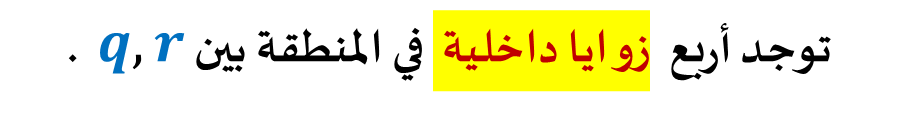 توجد أربع زوايا داخلية في المنطقة بين q, r .